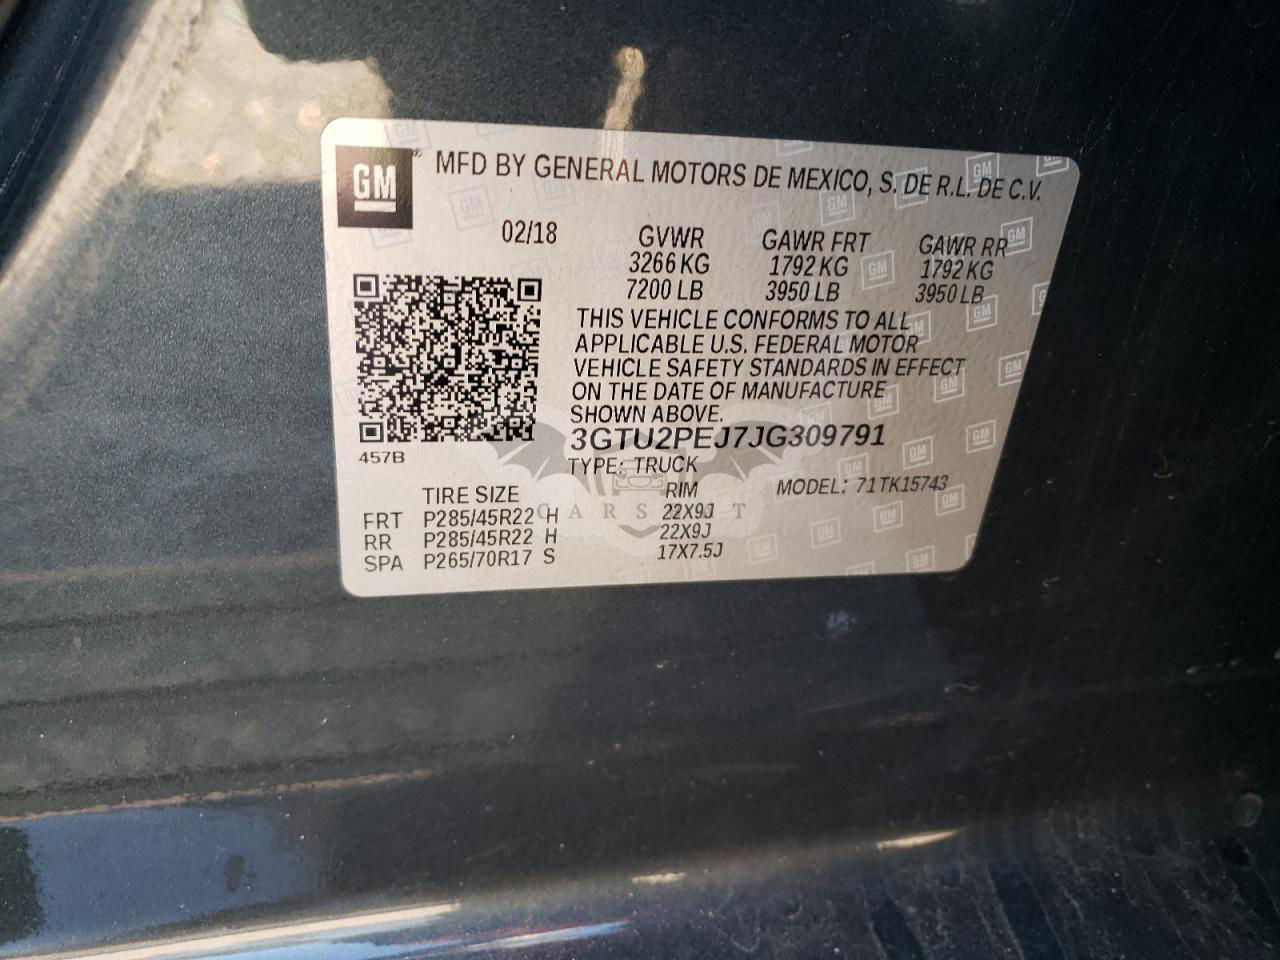 GM MFD BY GENERAL MOTORS DE MEXICO, S. DE R.L. DE C.V.
02/18 GVWR GAWR FRT GAWR RR
3266 KG 1792 KG 1792 KG
7200 LB 3950 LB 3950 LB
THIS VEHICLE CONFORMS TO ALL
APPLICABLE U.S. FEDERAL MOTOR
VEHICLE SAFETY STANDARDS IN EFFECT
ON THE DATE OF MANUFACTURE
SHOWN ABOVE.
3GTU2PEJ7JG309791
457B
TYPE: TRUCK
TIRE SIZE RIM MODEL: 71TK15743
FRT P285/45R22 H 22X9J
RR P285/45R22 H 22X9J
SPA P265/70R17 S 17X7.5J